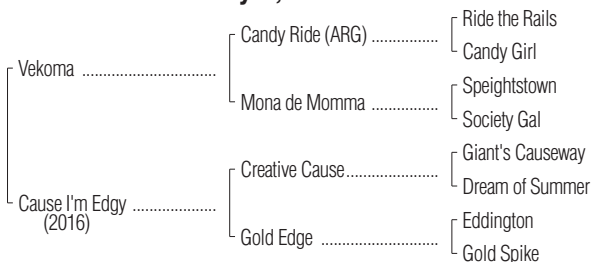 Ride the Rails
Candy Ride (ARG) ................
Candy Girl
Vekoma ................................
Speightstown
Mona de Momma ................
Society Gal
Giant's Causeway
Creative Cause......................
Dream of Summer
Cause I'm Edgy ....................
(2016)
Eddington
Gold Edge ............................
Gold Spike